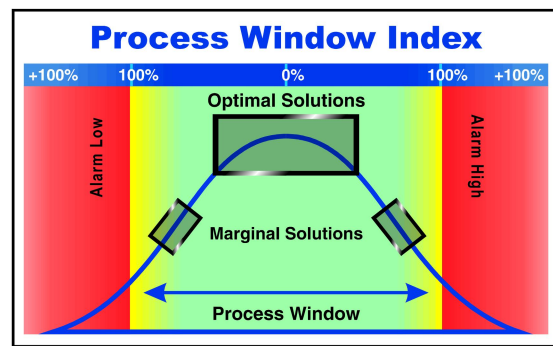 Process Window Index
+100% 100% 0% 100% +100%
Optimal Solutions
Alarm Low
Alarm High
Marginal Solutions
Process Window